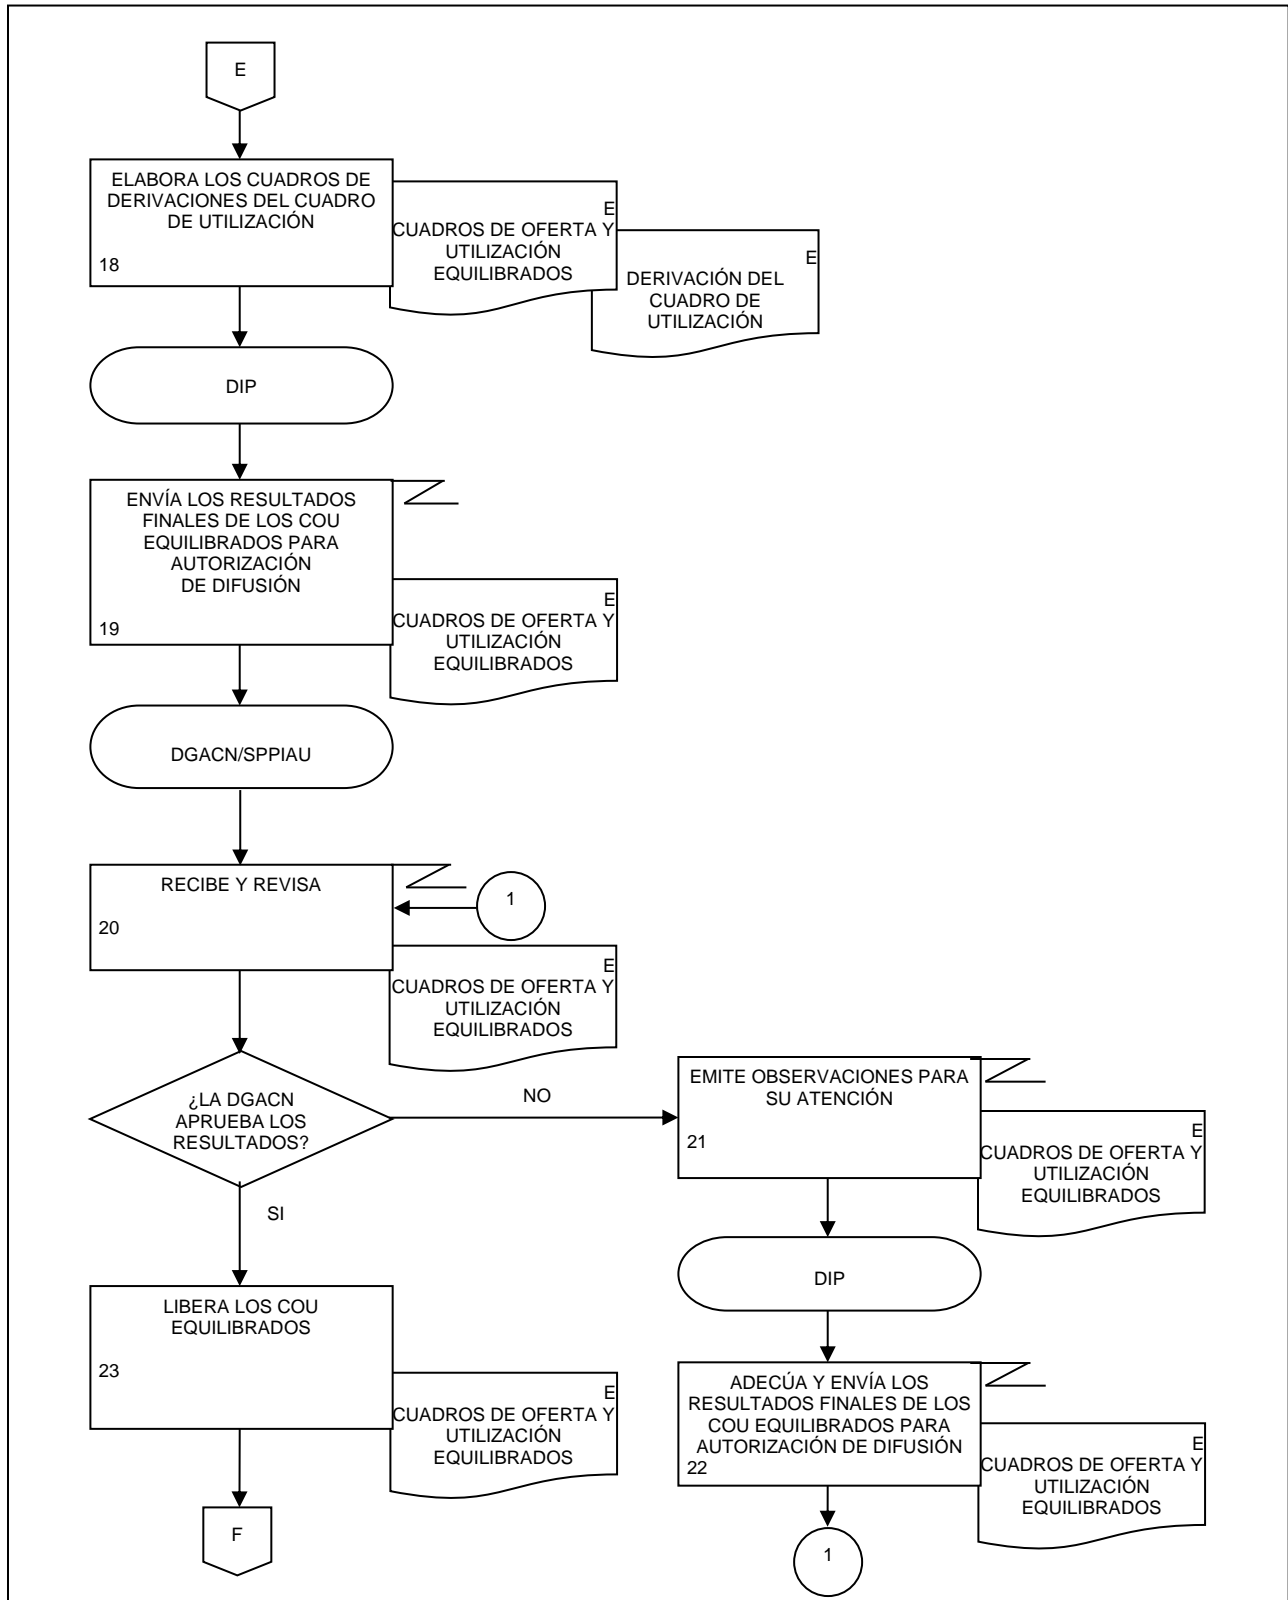 E
ELABORA LOS CUADROS DE
DERIVACIONES DEL CUADRO
DE UTILIZACIÓN
18
E
CUADROS DE OFERTA Y
UTILIZACIÓN
EQUILIBRADOS
E
DERIVACIÓN DEL
CUADRO DE
UTILIZACIÓN
DIP
ENVÍA LOS RESULTADOS
FINALES DE LOS COU
EQUILIBRADOS PARA
AUTORIZACIÓN
DE DIFUSIÓN
19
E
CUADROS DE OFERTA Y
UTILIZACIÓN
EQUILIBRADOS
DGACN/SPPIAU
RECIBE Y REVISA
20
1
E
CUADROS DE OFERTA Y
UTILIZACIÓN
EQUILIBRADOS
¿LA DGACN
APRUEBA LOS
RESULTADOS?
NO
EMITE OBSERVACIONES PARA
SU ATENCIÓN
21
E
CUADROS DE OFERTA Y
UTILIZACIÓN
EQUILIBRADOS
SI
DIP
LIBERA LOS COU
EQUILIBRADOS
23
E
CUADROS DE OFERTA Y
UTILIZACIÓN
EQUILIBRADOS
ADECÚA Y ENVÍA LOS
RESULTADOS FINALES DE LOS
COU EQUILIBRADOS PARA
AUTORIZACIÓN DE DIFUSIÓN
22
E
CUADROS DE OFERTA Y
UTILIZACIÓN
EQUILIBRADOS
F
1